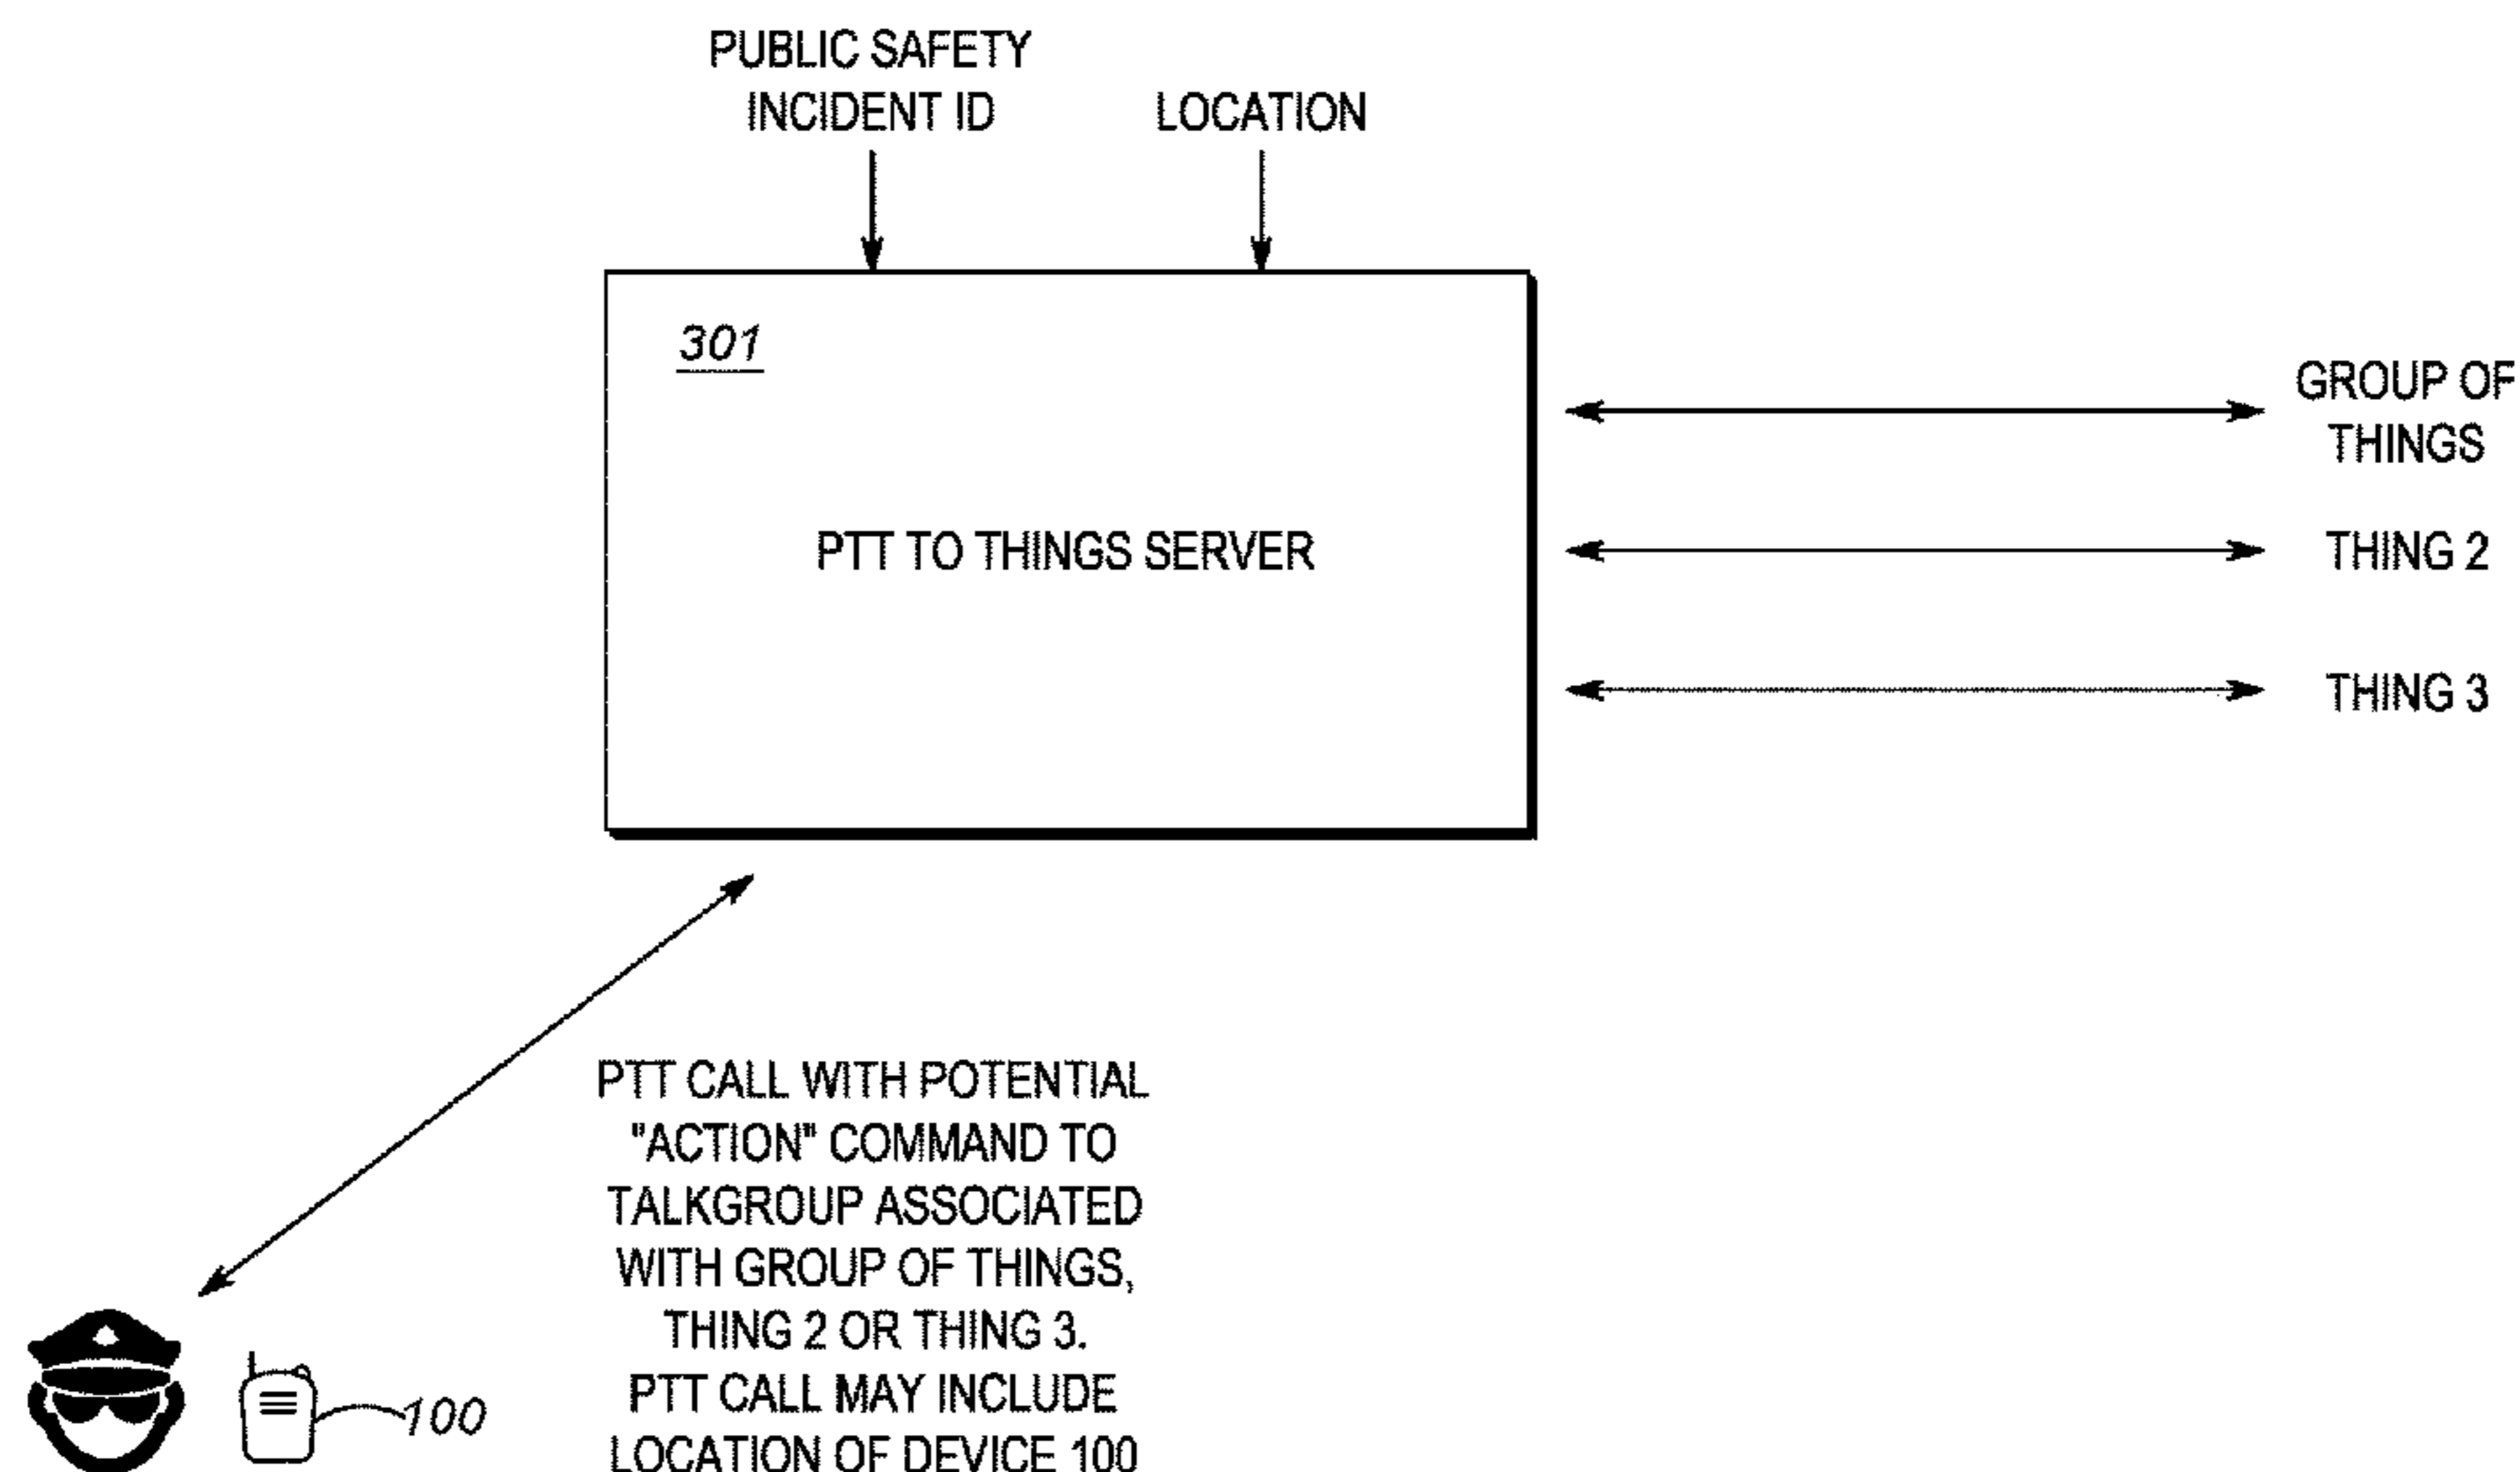 PUBLIC SAFETY
INCIDENT ID
LOCATION
301
PTT TO THINGS SERVER
GROUP OF
THINGS
THING 2
THING 3
PTT CALL WITH POTENTIAL
"ACTION" COMMAND TO
TALKGROUP ASSOCIATED
WITH GROUP OF THINGS,
THING 2 OR THING 3.
PTT CALL MAY INCLUDE
LOCATION OF DEVICE 100
100